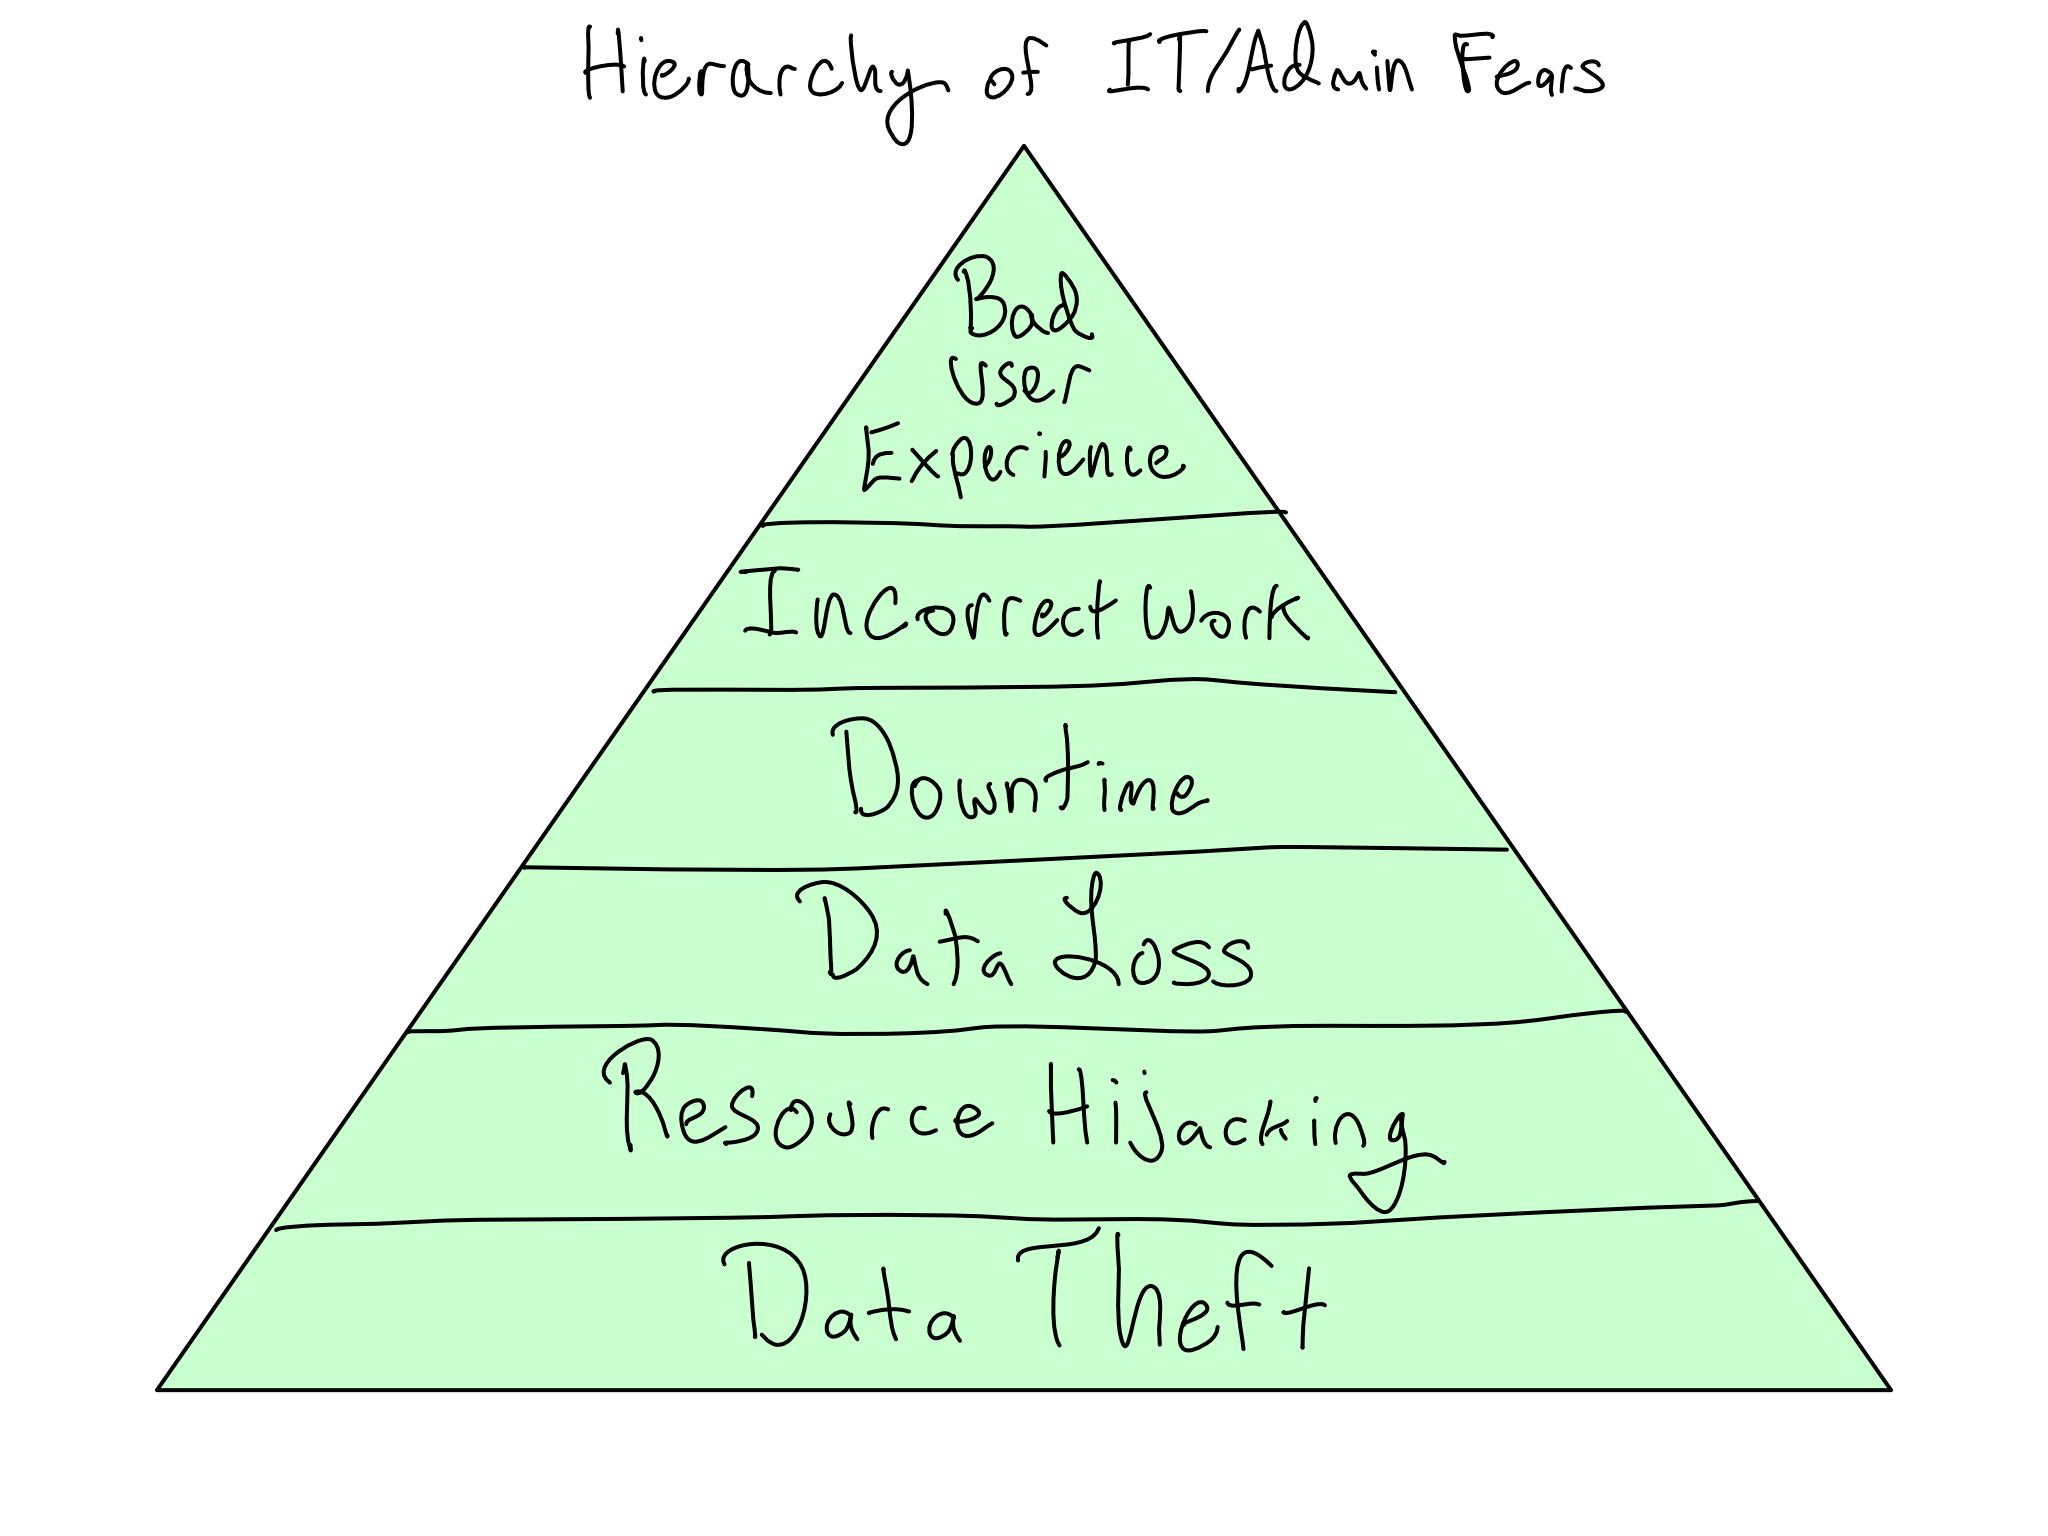 Hierarchy of IT/Admin Fears
Bad
User
Experience
Incorrect Work
Downtime
Data Loss
Resource Hijacking
Data Theft